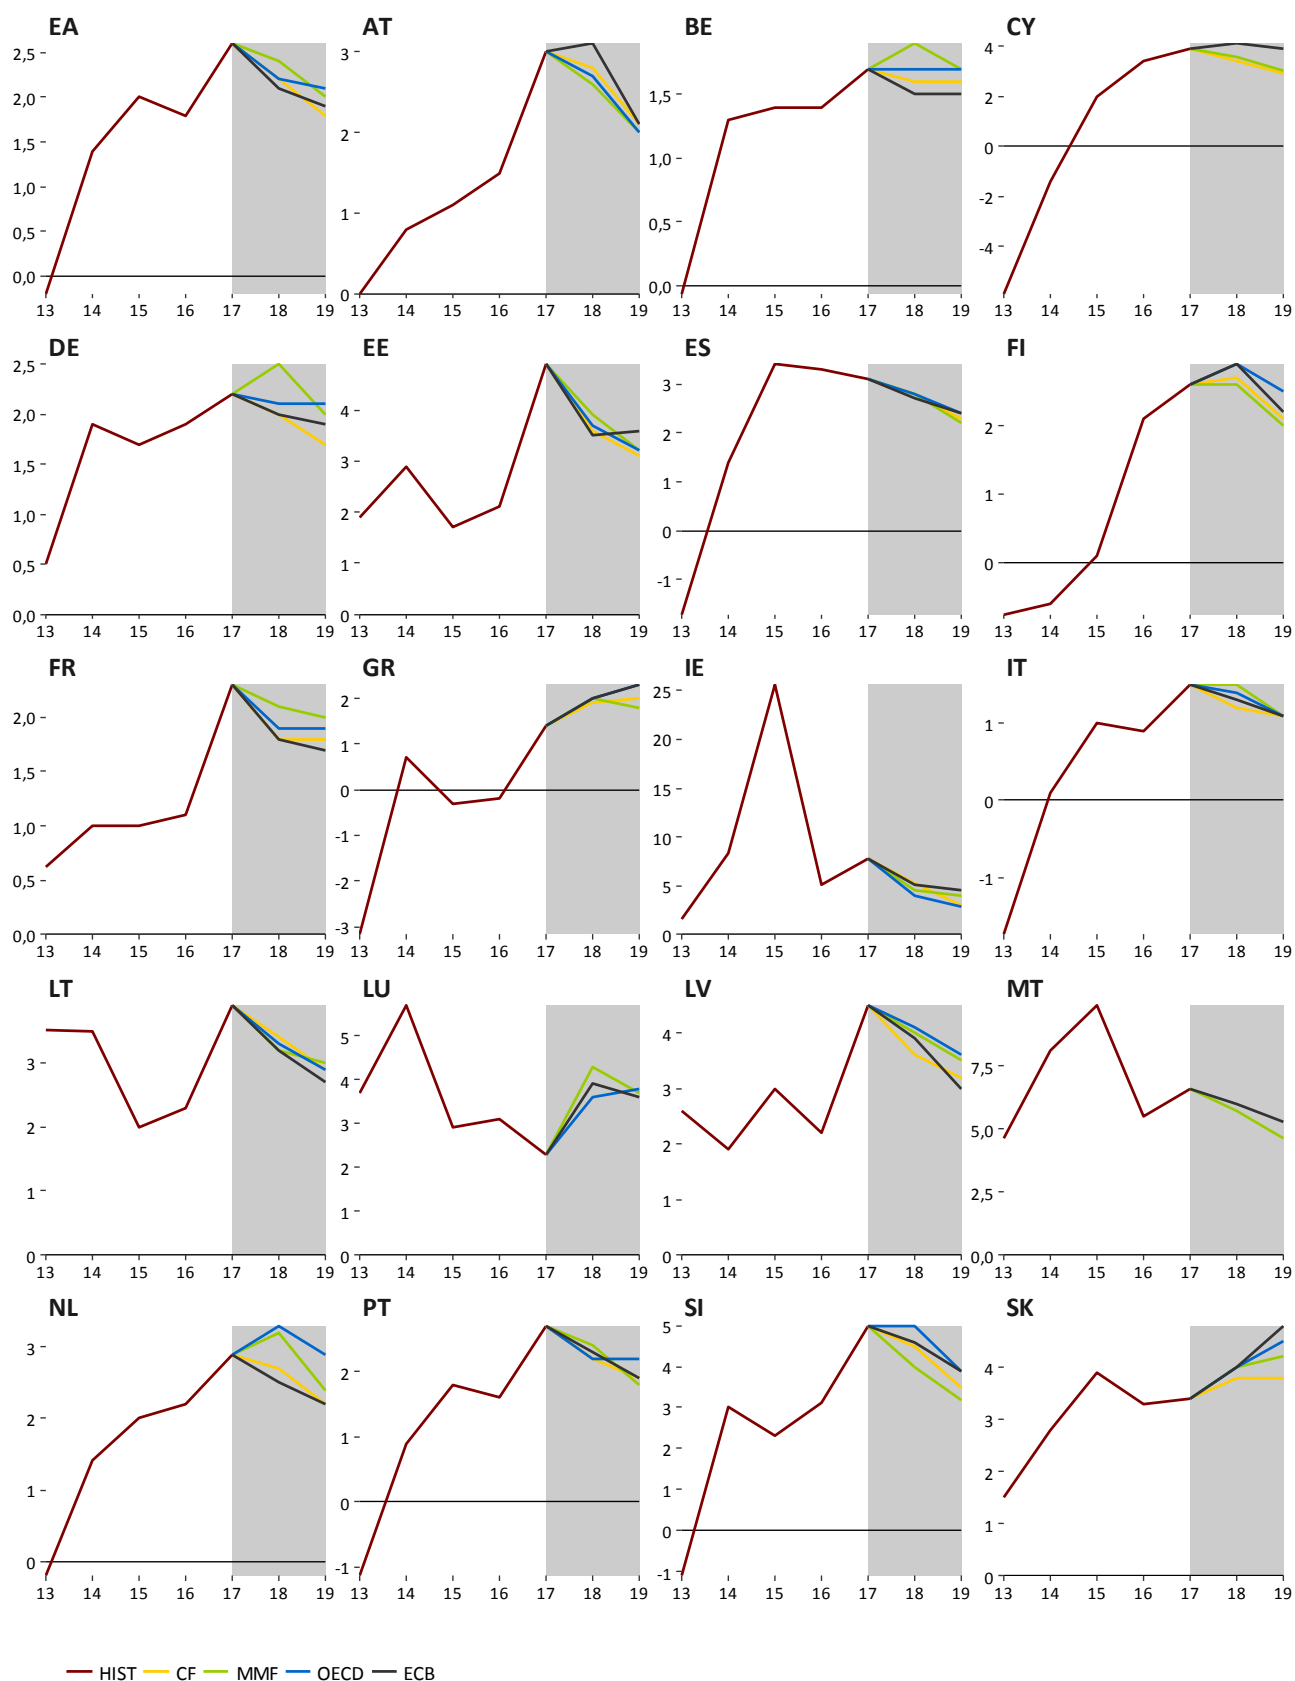 EA AT BE CY
2,5 2,0 1,5 1,0 0,5 0,0
13 14 15 16 17 18 19
3 2 1 0
13 14 15 16 17 18 19
1,5 1,0 0,5 0,0
13 14 15 16 17 18 19
4 2 0 -2 -4
13 14 15 16 17 18 19
DE EE ES FI
2,5 2,0 1,5 1,0 0,5 0,0
13 14 15 16 17 18 19
4 3 2 1 0
13 14 15 16 17 18 19
3 2 1 0 -1
13 14 15 16 17 18 19
2 1 0
13 14 15 16 17 18 19
FR GR IE IT
2,0 1,5 1,0 0,5 0,0
13 14 15 16 17 18 19
2 1 0 -1 -2 -3
13 14 15 16 17 18 19
25 20 15 10 5 0
13 14 15 16 17 18 19
1 0 -1
13 14 15 16 17 18 19
LT LU LV MT
3 2 1 0
13 14 15 16 17 18 19
5 4 3 2 1 0
13 14 15 16 17 18 19
4 3 2 1 0
13 14 15 16 17 18 19
7,5 5,0 2,5 0,0
13 14 15 16 17 18 19
NL PT SI SK
3 2 1 0
13 14 15 16 17 18 19
2 1 0 -1
13 14 15 16 17 18 19
5 4 3 2 1 0 -1
13 14 15 16 17 18 19
4 3 2 1 0
13 14 15 16 17 18 19
HIST CF MMF OECD ECB